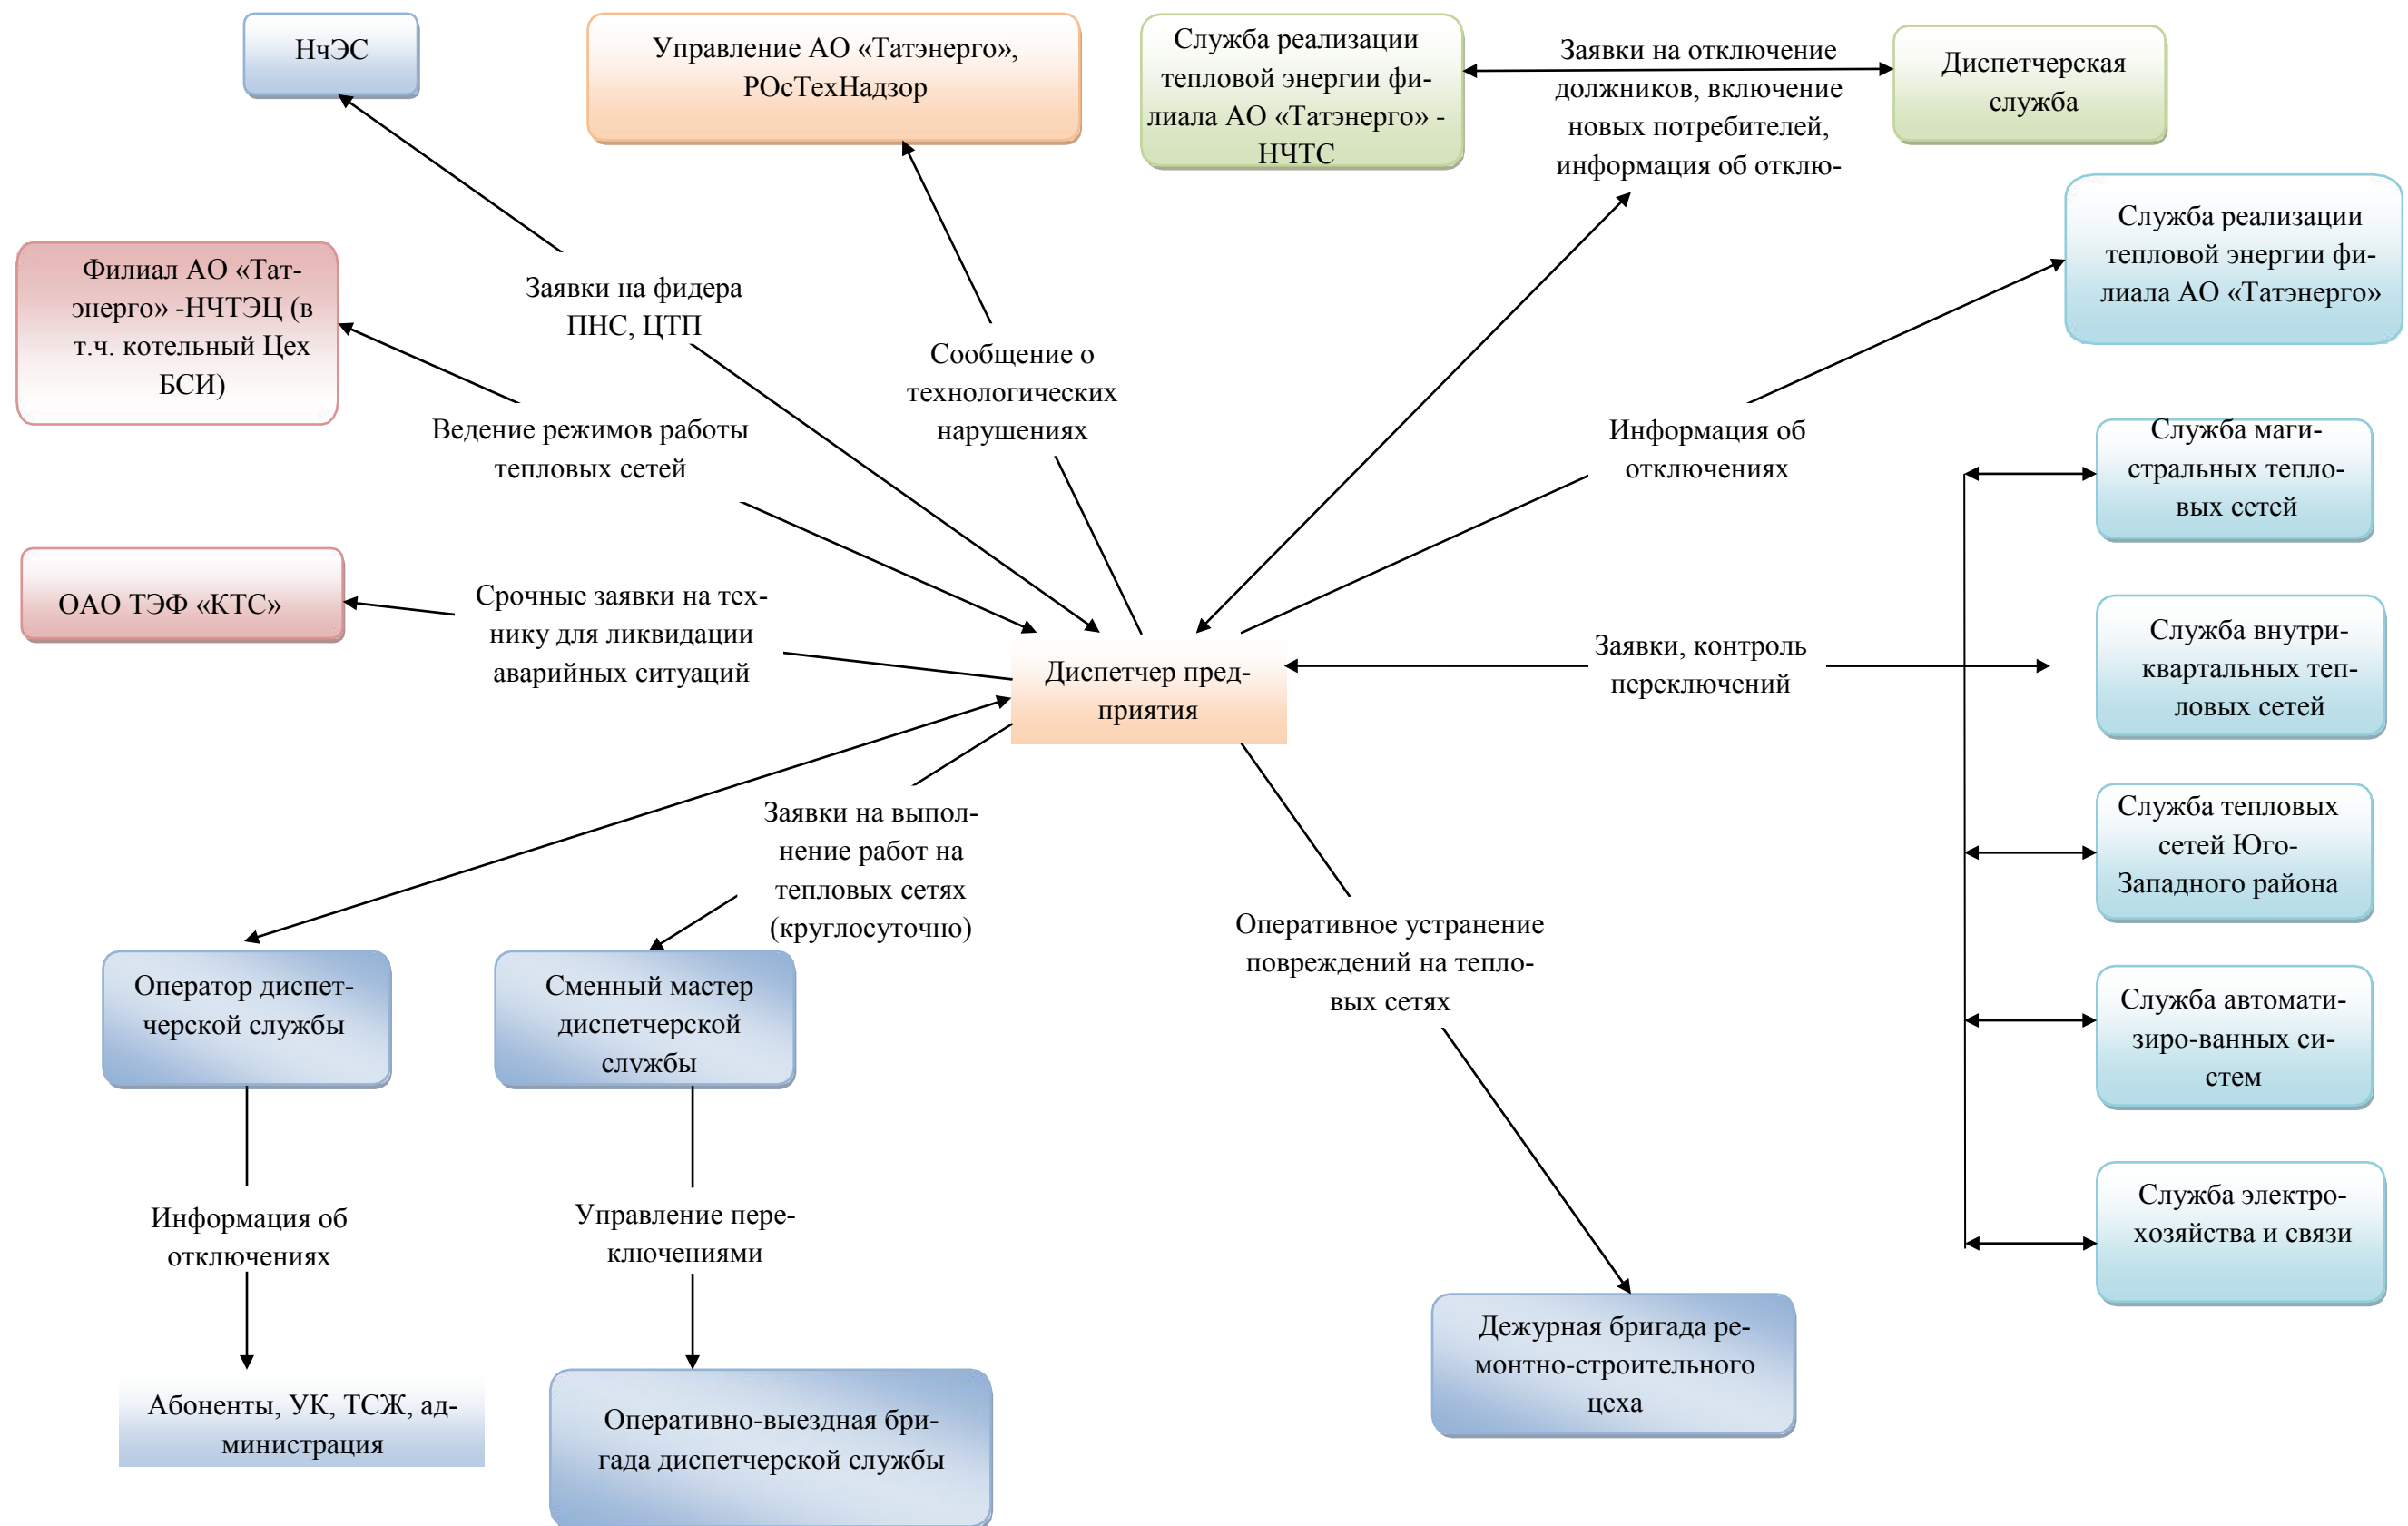 НчЭС
Управление АО «Татэнерго»,
РОсТехНадзор
Служба реализации
тепловой энергии фи-
лиала АО «Татэнерго» -
НЧТС
Заявки на отключение
должников, включение
новых потребителей,
информация об отклю-
Диспетчерская
служба
Служба реализации
тепловой энергии фи-
лиала АО «Татэнерго»
Филиал АО «Тат-
энерго» -НЧТЭЦ (в
т.ч. котельный Цех
БСИ)
Заявки на фидера
ПНС, ЦТП
Сообщение о
технологических
нарушениях
Ведение режимов работы
тепловых сетей
Информация об
отключениях
Служба маги-
стральных тепло-
вых сетей
ОАО ТЭФ «КТС»
Срочные заявки на тех-
нику для ликвидации
аварийных ситуаций
Диспетчер пред-
приятия
Заявки, контроль
переключений
Служба внутри-
квартальных теп-
ловых сетей
Заявки на выпол-
нение работ на
тепловых сетях
(круглосуточно)
Служба тепловых
сетей Юго-
Западного района
Оперативное устранение
повреждений на тепло-
вых сетях
Оператор диспет-
черской службы
Сменный мастер
диспетчерской
службы
Служба автомати-
зиро-ванных си-
стем
Информация об
отключениях
Управление пере-
ключениями
Служба электро-
хозяйства и связи
Дежурная бригада ре-
монтно-строительного
цеха
Абоненты, УК, ТСЖ, ад-
министрация
Оперативно-выездная бри-
гада диспетчерской службы